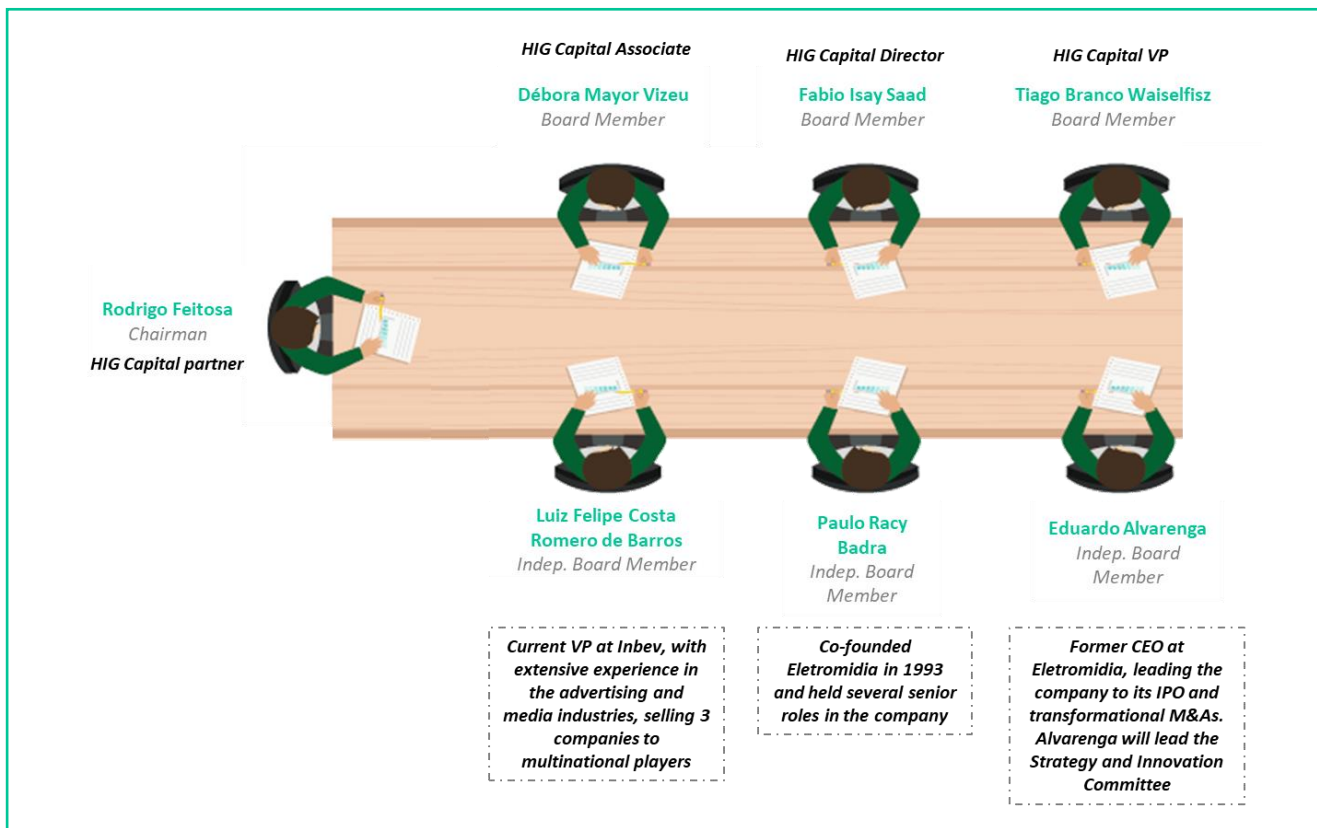 HIG Capital Associate
Débora Mayor Vizeu
Board Member
HIG Capital Director
Fabio Isay Saad
Board Member
HIG Capital VP
Tiago Branco Waiselfisz
Board Member
Rodrigo Feitosa
Chairman
HIG Capital partner
Luiz Felipe Costa
Romero de Barros
Indep. Board Member
Paulo Racy
Badra
Indep. Board
Member
Eduardo Alvarenga
Indep. Board
Member
Current VP at Inbev, with
extensive experience in
the advertising and
media industries, selling 3
companies to
multinational players
Co-founded
Eletromidia in 1993
and held several senior
roles in the company
Former CEO at
Eletromidia, leading the
company to its IPO and
transformational M&As.
Alvarenga will lead the
Strategy and Innovation
Committee